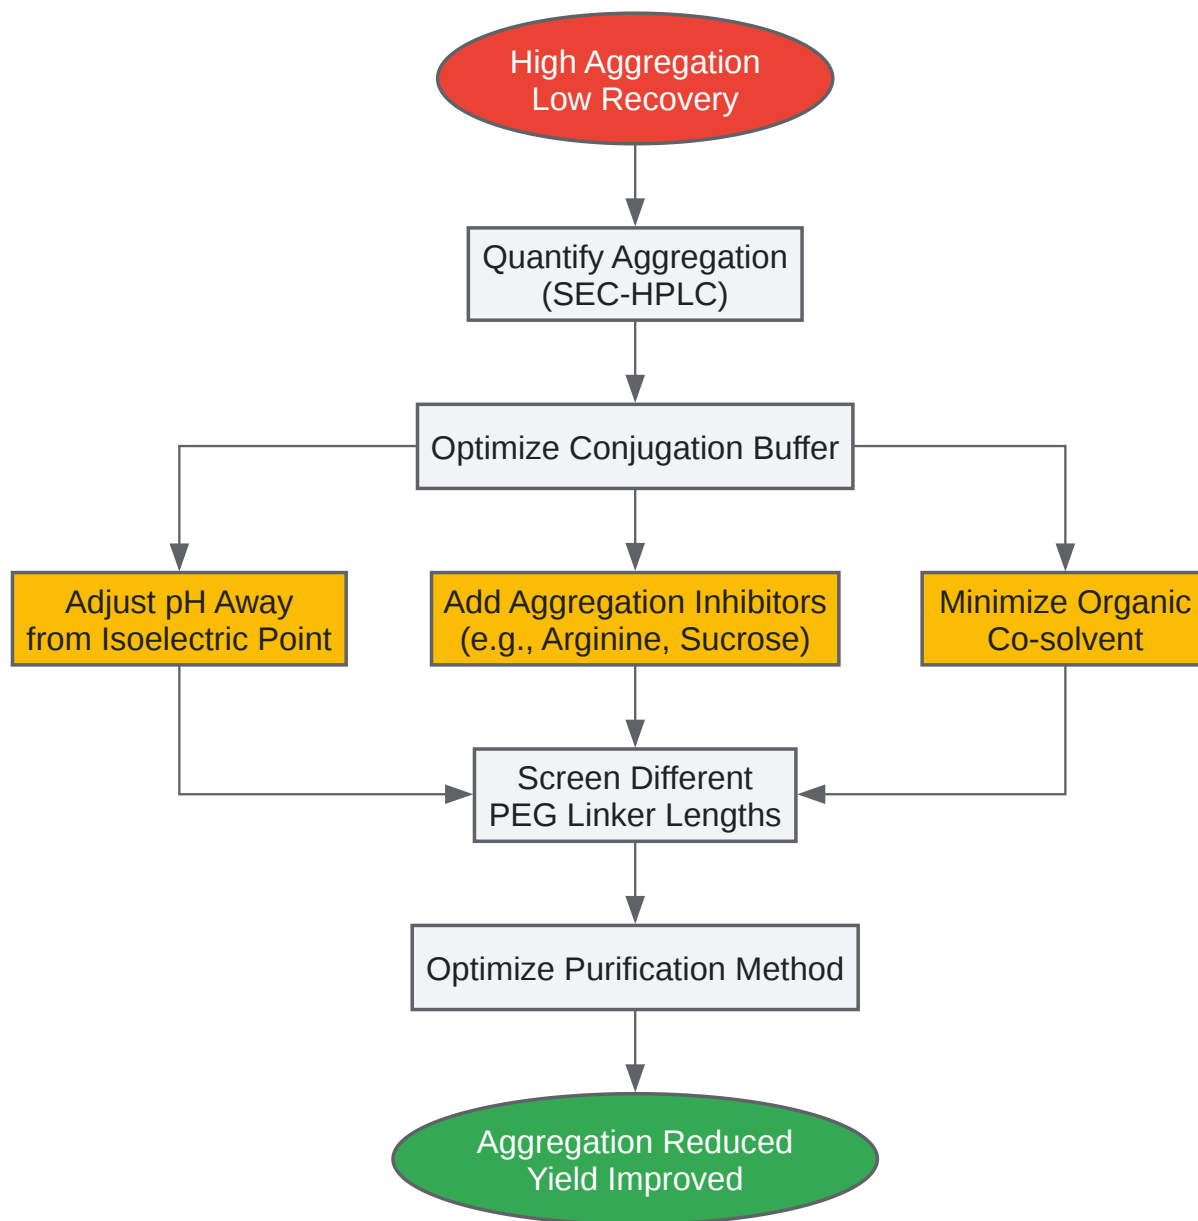 High Aggregation
Low Recovery
Quantify Aggregation
(SEC-HPLC)
Optimize Conjugation Buffer
Adjust pH Away
from Isoelectric Point
Add Aggregation Inhibitors
(e.g., Arginine, Sucrose)
Minimize Organic
Co-solvent
Screen Different
PEG Linker Lengths
Optimize Purification Method
Aggregation Reduced
Yield Improved